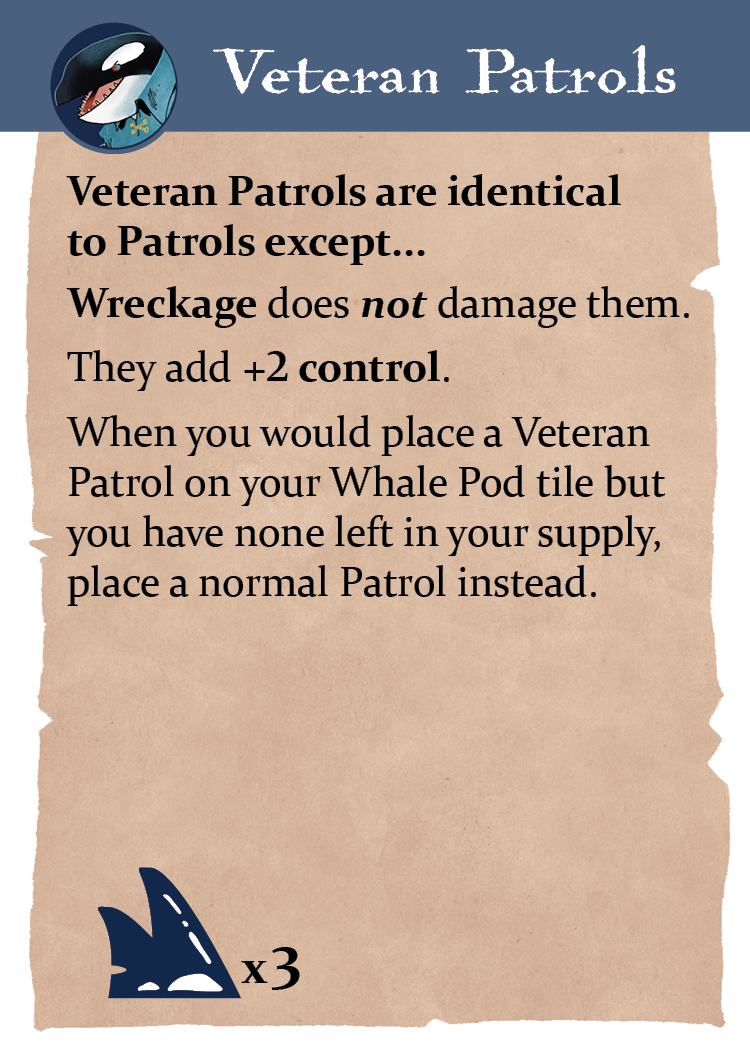 Veteran Patrols
Veteran Patrols are identical
to Patrols except...
Wreckage does not damage them.
They add +2 control.
When you would place a Veteran
Patrol on your Whale Pod tile but
you have none left in your supply,
place a normal Patrol instead.
x3